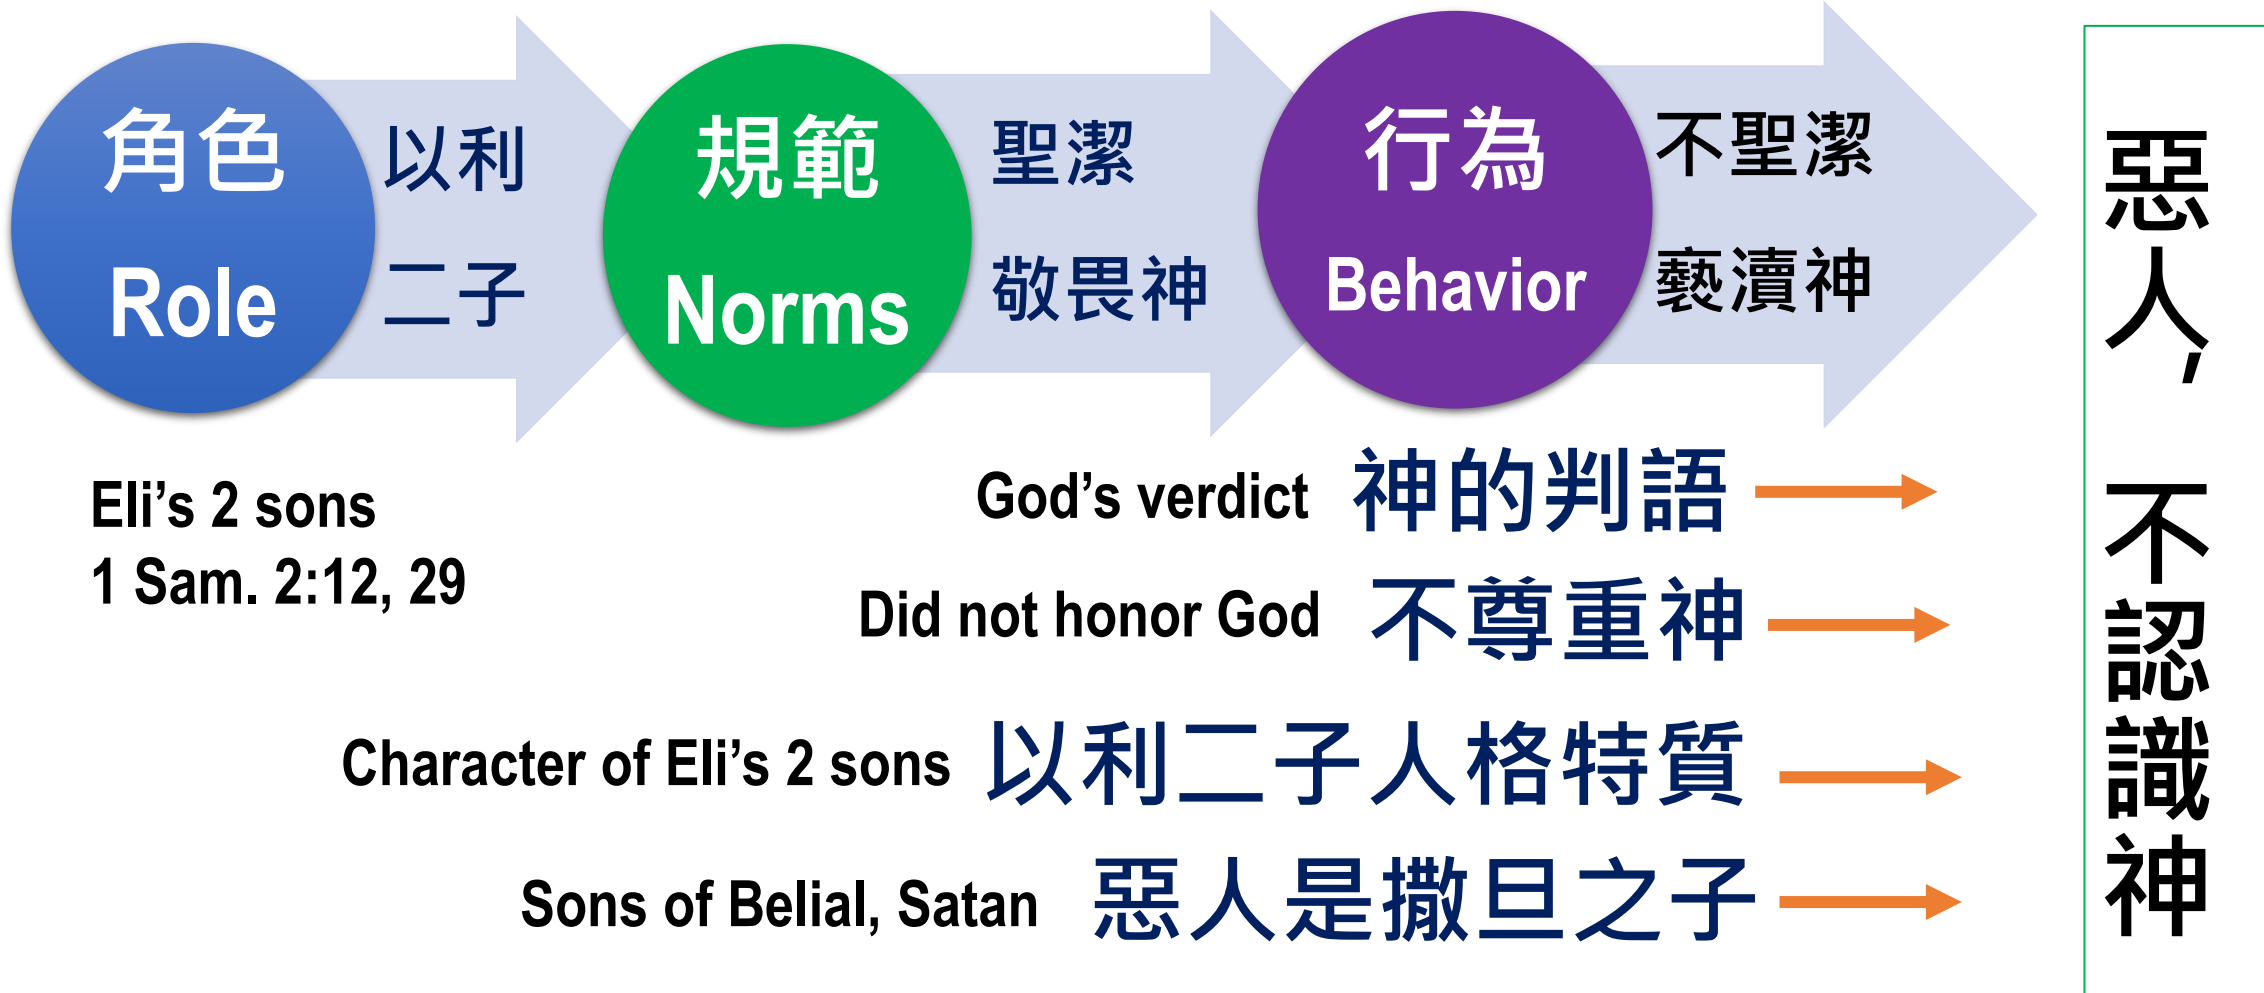 角色
Role
以利
二子
規範
Norms
聖潔
敬畏神
行為
Behavior
不聖潔
褻瀆神
惡人, 不認識神
Eli’s 2 sons
1 Sam. 2:12, 29
God’s verdict 神的判語
Did not honor God 不尊重神
Character of Eli’s 2 sons 以利二子人格特質
Sons of Belial, Satan 惡人是撒旦之子